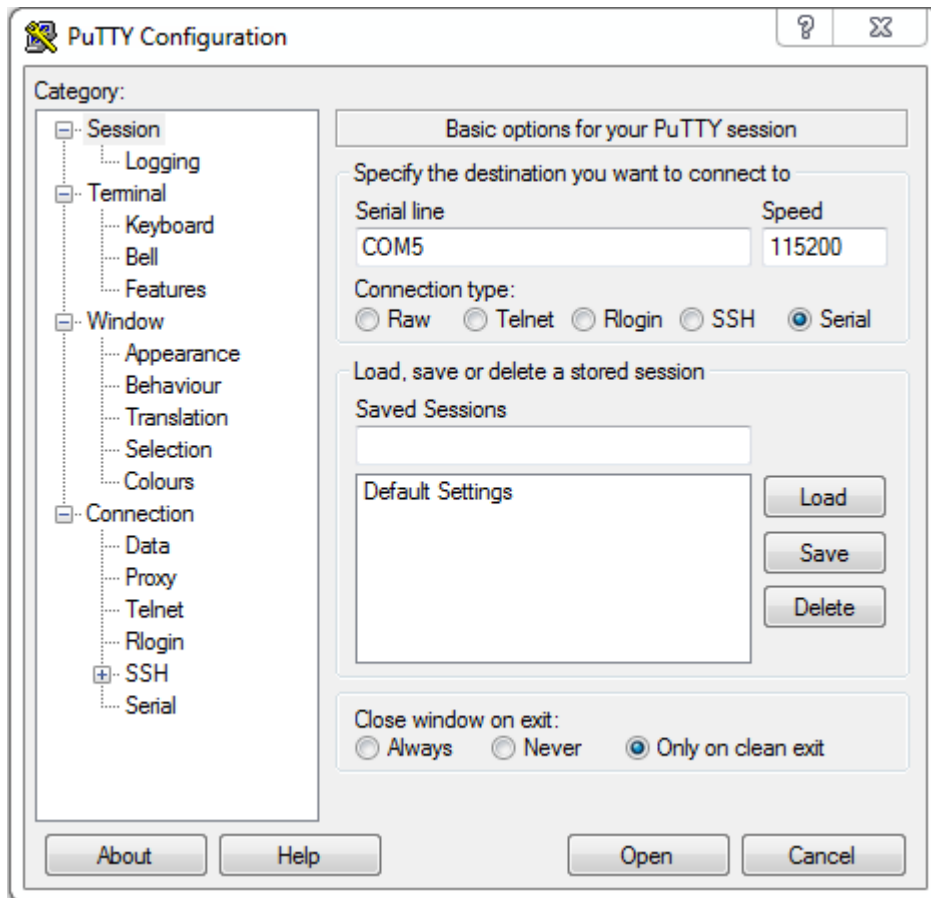 PuTTY Configuration
Category:
Session
Logging
Terminal
Keyboard
Bell
Features
Window
Appearance
Behaviour
Translation
Selection
Colours
Connection
Data
Proxy
Telnet
Rlogin
SSH
Serial
Basic options for your PuTTY session
Specify the destination you want to connect to
Serial line Speed
COM5 115200
Connection type:
Raw Telnet Rlogin SSH Serial
Load, save or delete a stored session
Saved Sessions
Default Settings
Load
Save
Delete
Close window on exit:
Always Never Only on clean exit
About Help Open Cancel